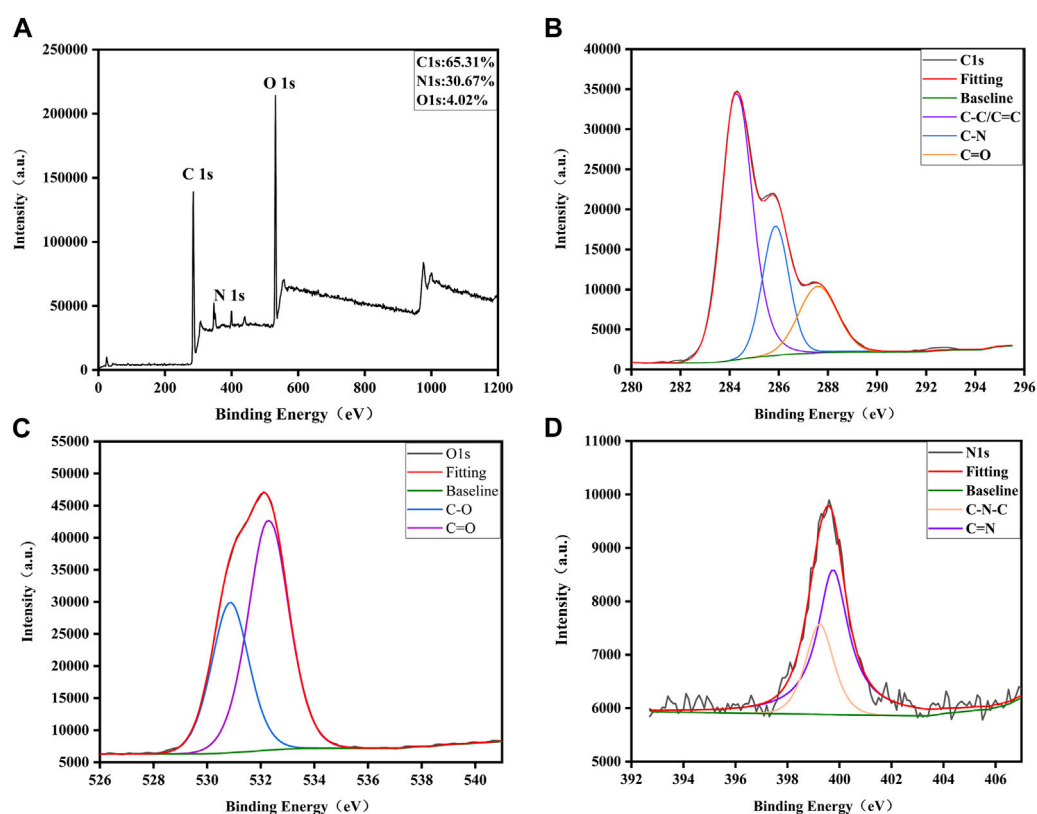 A
250000
200000
150000
100000
50000
0
Intensity（a.u.）
C1s:65.31%
N1s:30.67%
O1s:4.02%
O 1s
C 1s
N 1s
0 200 400 600 800 1000 1200
Binding Energy（eV）
B
40000
35000
30000
25000
20000
15000
10000
5000
0
Intensity（a.u.）
C1s
Fitting
Baseline
C-C/C=C
C-N
C=O
280 282 284 286 288 290 292 294 296
Binding Energy（eV）
C
55000
50000
45000
40000
35000
30000
25000
20000
15000
10000
5000
Intensity（a.u.）
O1s
Fitting
Baseline
C-O
C=O
526 528 530 532 534 536 538 540
Binding Energy（eV）
D
11000
10000
9000
8000
7000
6000
5000
Intensity（a.u.）
N1s
Fitting
Baseline
C-N-C
C=N
392 394 396 398 400 402 404 406
Binding Energy（eV）